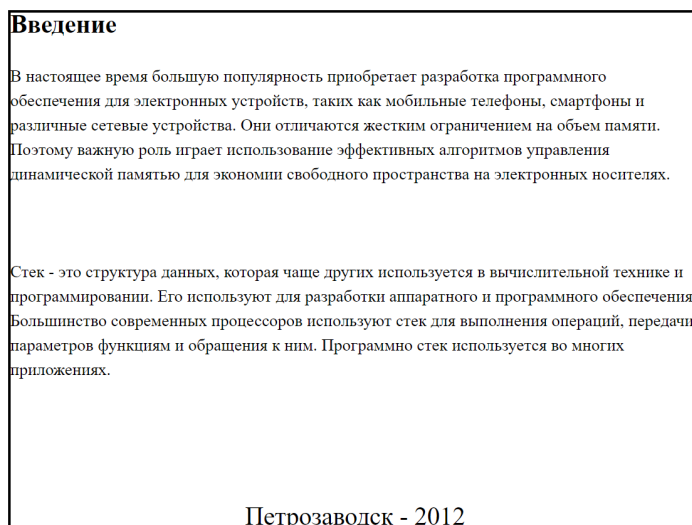 Введение
В настоящее время большую популярность приобретает разработка программного
обеспечения для электронных устройств, таких как мобильные телефоны, смартфоны и
различные сетевые устройства. Они отличаются жестким ограничением на объем памяти.
Поэтому важную роль играет использование эффективных алгоритмов управления
динамической памятью для экономии свободного пространства на электронных носителях.
Стек - это структура данных, которая чаще других используется в вычислительной технике и
программировании. Его используют для разработки аппаратного и программного обеспечения
Большинство современных процессоров используют стек для выполнения операций, передачи
параметров функциям и обращения к ним. Программно стек используется во многих
приложениях.
Петрозаводск - 2012